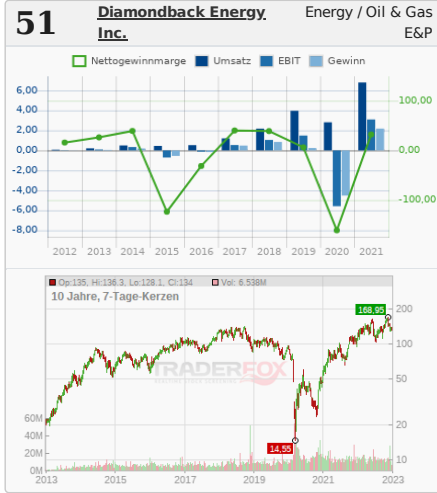 51
Diamondback Energy
Inc.
Energy / Oil & Gas
E&P
Nettogewinnmarge Umsatz EBIT Gewinn
6,00
4,00
2,00
0,00
-2,00
-4,00
-6,00
-8,00
100,00
0,00
-100,00
2012 2013 2014 2015 2016 2017 2018 2019 2020 2021
Op:135, Hi:136.3, Lo:128.1, Cl:134 Vol: 6.538M
10 Jahre, 7-Tage-Kerzen
168,95
TRADERFOX
14,55
200
100
50
20
10
60M
40M
20M
0M
2013 2015 2017 2019 2021 2023